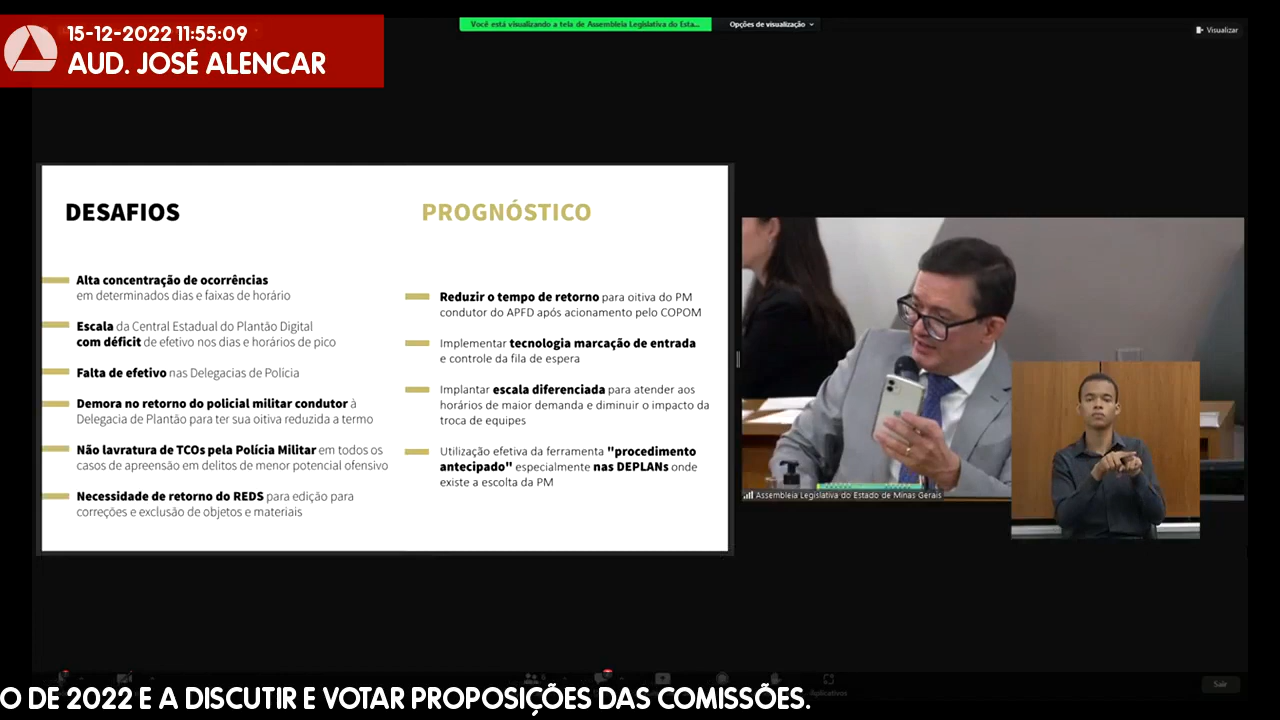 15-12-2022 11:55:09
AUD. JOSÉ ALENCAR
Você está visualizando a tela de Assembleia Legislativa do Esta...
Opções de visualização
Visualizar
DESAFIOS
Alta concentração de ocorrências
em determinados dias e faixas de horário
Escala da Central Estadual do Plantão Digital
com déficit de efetivo nos dias e horários de pico
Falta de efetivo nas Delegacias de Polícia
Demora no retorno do policial militar condutor à
Delegacia de Plantão para ter sua oitiva reduzida a termo
Não lavratura de TCOs pela Polícia Militar em todos os
casos de apreensão em delitos de menor potencial ofensivo
Necessidade de retorno do REDS para edição para
correções e exclusão de objetos e materiais
PROGNÓSTICO
Reduzir o tempo de retorno para oitiva do PM
condutor do APFD após acionamento pelo COPOM
Implementar tecnologia marcação de entrada
e controle da fila de espera
Implantar escala diferenciada para atender aos
horários de maior demanda e diminuir o impacto da
troca de equipes
Utilização efetiva da ferramenta "procedimento
antecipado" especialmente nas DEPLANs onde
existe a escolta da PM
Assembleia Legislativa do Estado de Minas Gerais
Aplicativos
Sair
O DE 2022 E A DISCUTIR E VOTAR PROPOSIÇÕES DAS COMISSÕES.